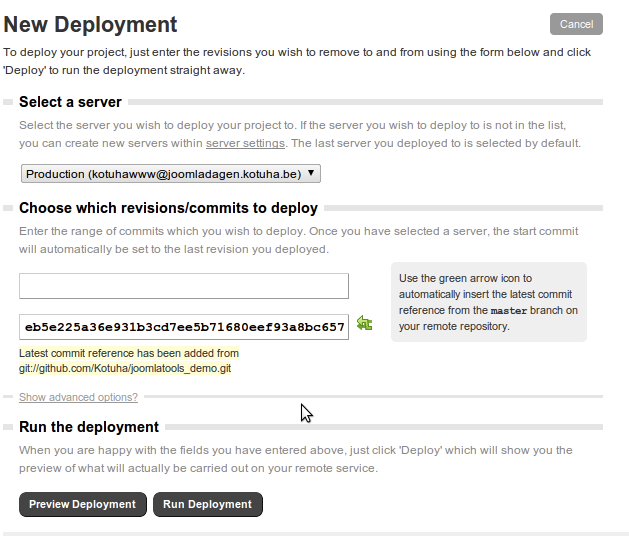 New Deployment
Cancel
To deploy your project, just enter the revisions you wish to remove to and from using the form below and click
'Deploy' to run the deployment straight away.
Select a server
Select the server you wish to deploy your project to. If the server you wish to deploy to is not in the list,
you can create new servers within server settings. The last server you deployed to is selected by default.
Production (kotuhawww@joomladagen.kotuha.be) ▼
Choose which revisions/commits to deploy
Enter the range of commits which you wish to deploy. Once you have selected a server, the start commit
will automatically be set to the last revision you deployed.
Use the green arrow icon to
automatically insert the latest commit
reference from the master branch on
your remote repository.
eb5e225a36e931b3cd7ee5b71680eef93a8bc657
Latest commit reference has been added from
git://github.com/Kotuha/joomlatools_demo.git
Show advanced options?
Run the deployment
When you are happy with the fields you have entered above, just click 'Deploy' which will show you the
preview of what will actually be carried out on your remote service.
Preview Deployment
Run Deployment